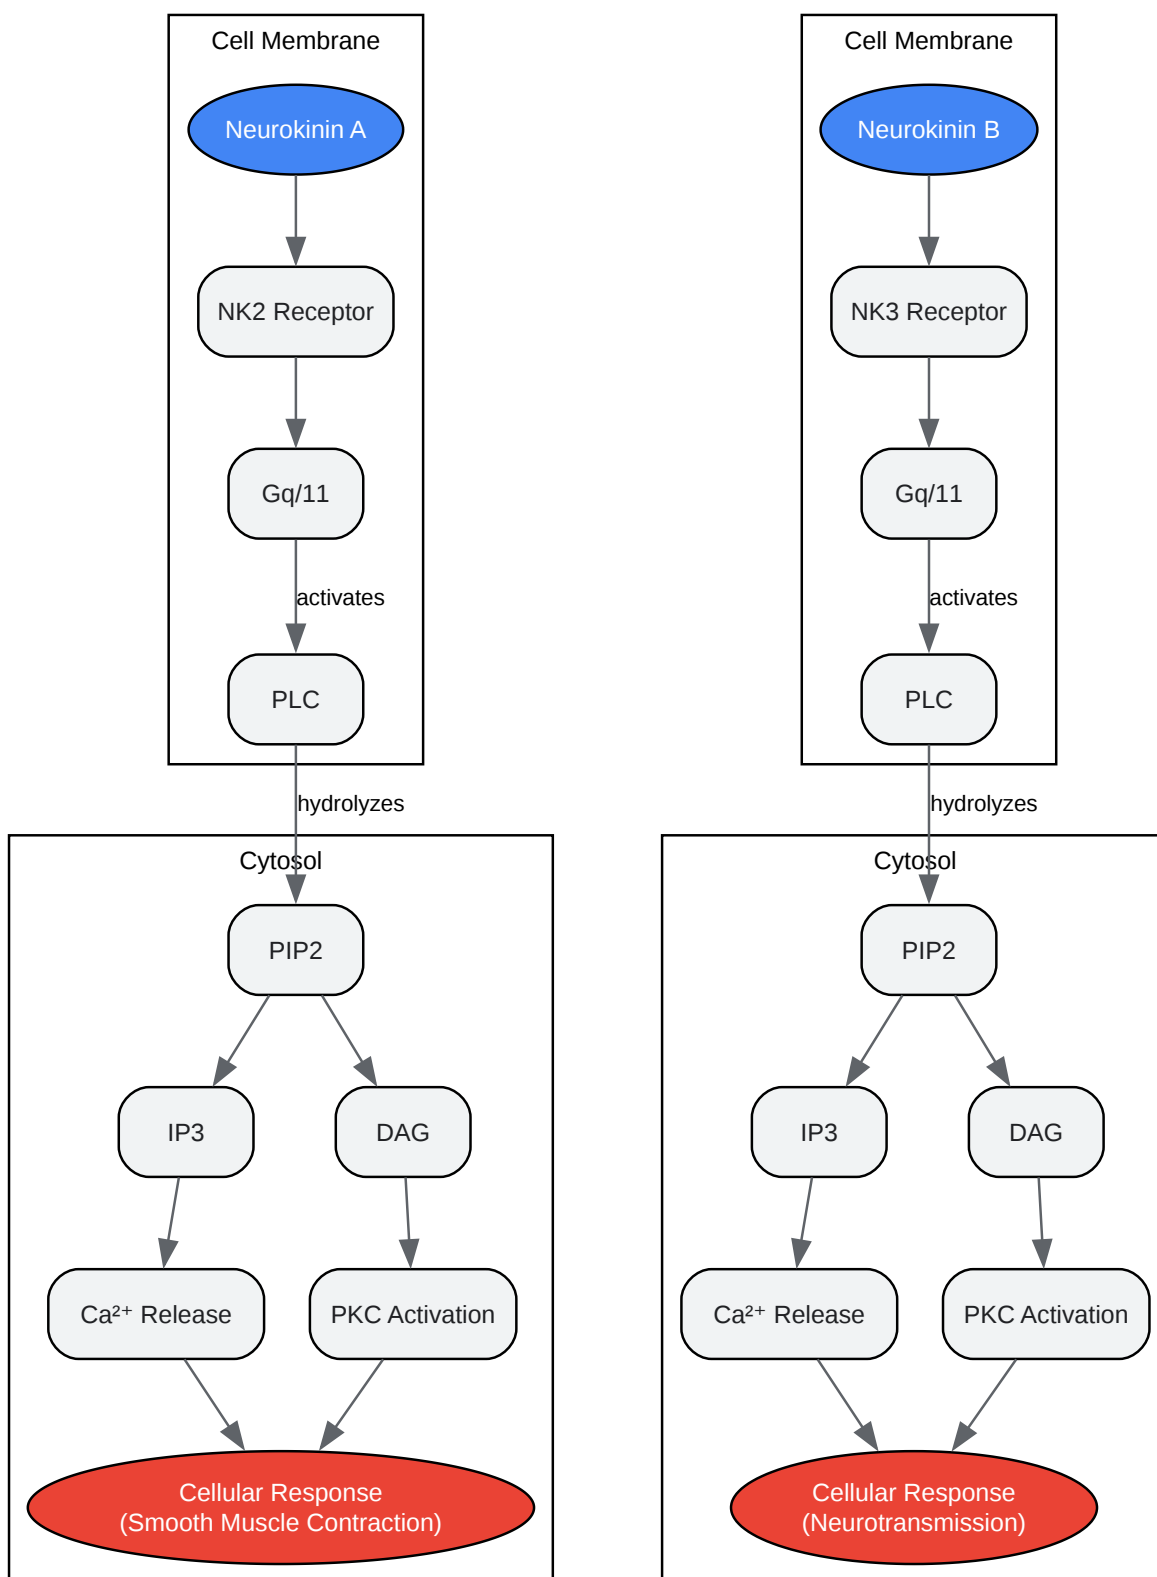 Cell Membrane
Neurokinin A
NK2 Receptor
Gq/11
activates
PLC
hydrolyzes
Cytosol
PIP2
IP3
DAG
Ca²⁺ Release
PKC Activation
Cellular Response
(Smooth Muscle Contraction)
Cell Membrane
Neurokinin B
NK3 Receptor
Gq/11
activates
PLC
hydrolyzes
Cytosol
PIP2
IP3
DAG
Ca²⁺ Release
PKC Activation
Cellular Response
(Neurotransmission)